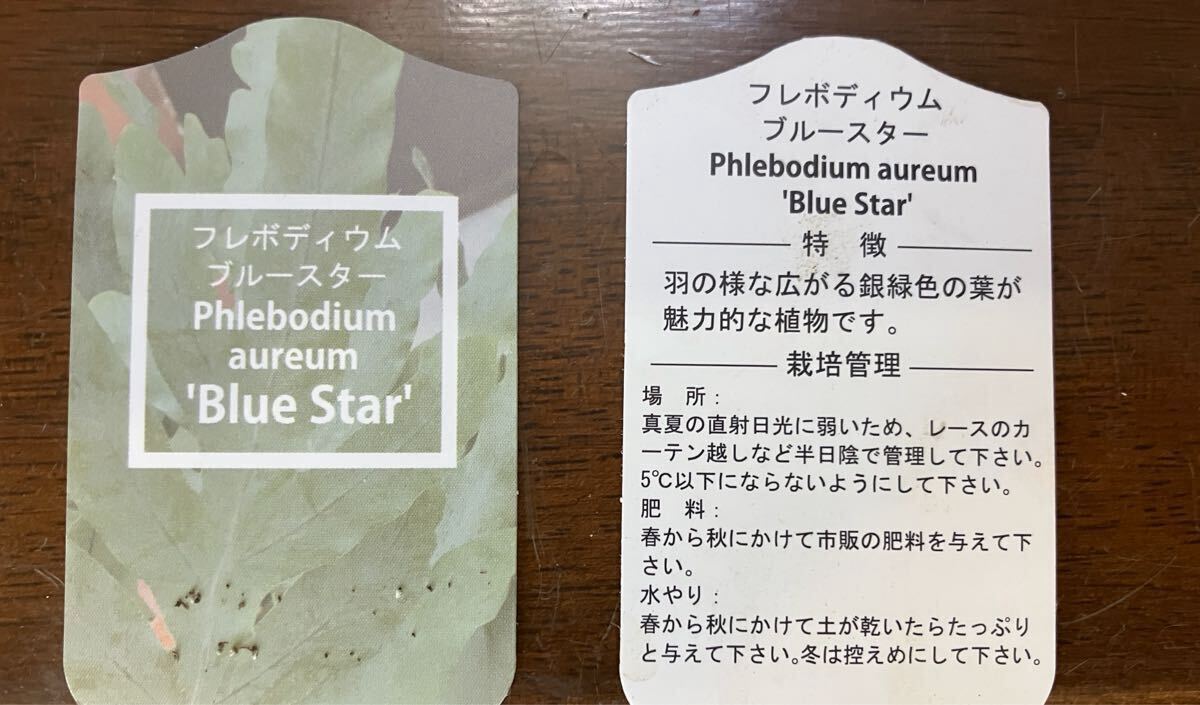 フレボディウム
ブルースター
Phlebodium
aureum
'Blue Star'
フレボディウム
ブルースター
Phlebodium aureum
'Blue Star'
特 徴
羽の様な広がる銀緑色の葉が
魅力的な植物です。
栽培管理
場 所：
真夏の直射日光に弱いため、レースのカ
ーテン越しなど半日陰で管理して下さい。
5℃以下にならないようにして下さい。
肥 料：
春から秋にかけて市販の肥料を与えて下
さい。
水やり：
春から秋にかけて土が乾いたらたっぷり
と与えて下さい。冬は控えめにして下さい。